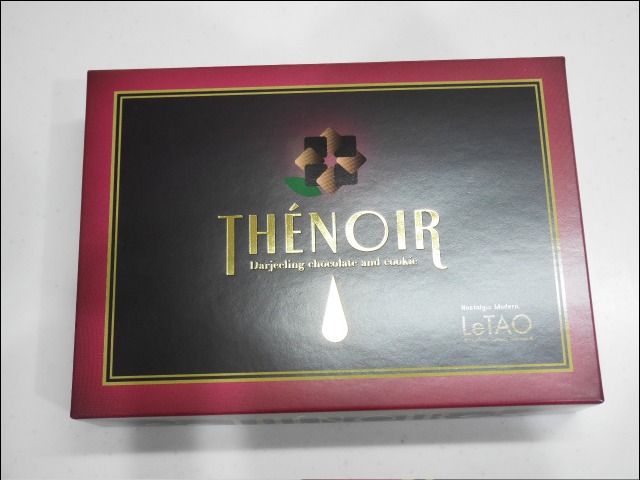 THÉNOIR
Darjeeling chocolate and cookie
Nostalgic Modern
LeTAO